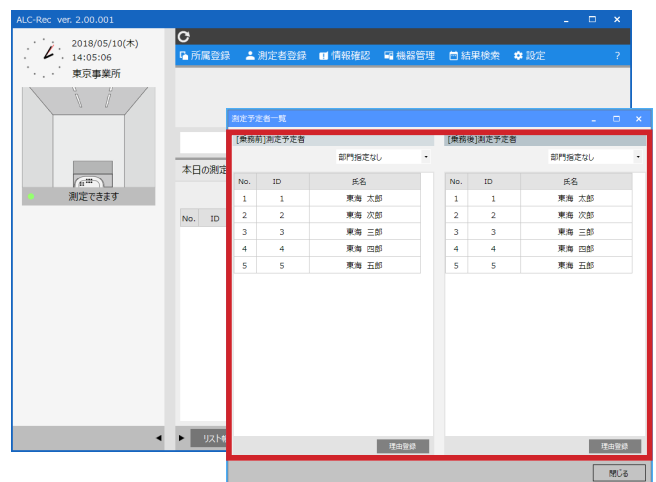 ALC-Rec ver. 2.00.001
2018/05/10(木)
14:05:06
東京事業所
所属登録 測定者登録 情報確認 機器管理 結果検索 設定 ?
測定できます
本日の測定
No. ID
リスト
測定予定者一覧
[乗務前]測定予定者
部門指定なし
No. ID 氏名
1 1 東海 太郎
2 2 東海 次郎
3 3 東海 三郎
4 4 東海 四郎
5 5 東海 五郎
理由登録
[乗務後]測定予定者
部門指定なし
No. ID 氏名
1 1 東海 太郎
2 2 東海 次郎
3 3 東海 三郎
4 4 東海 四郎
5 5 東海 五郎
理由登録
閉じる